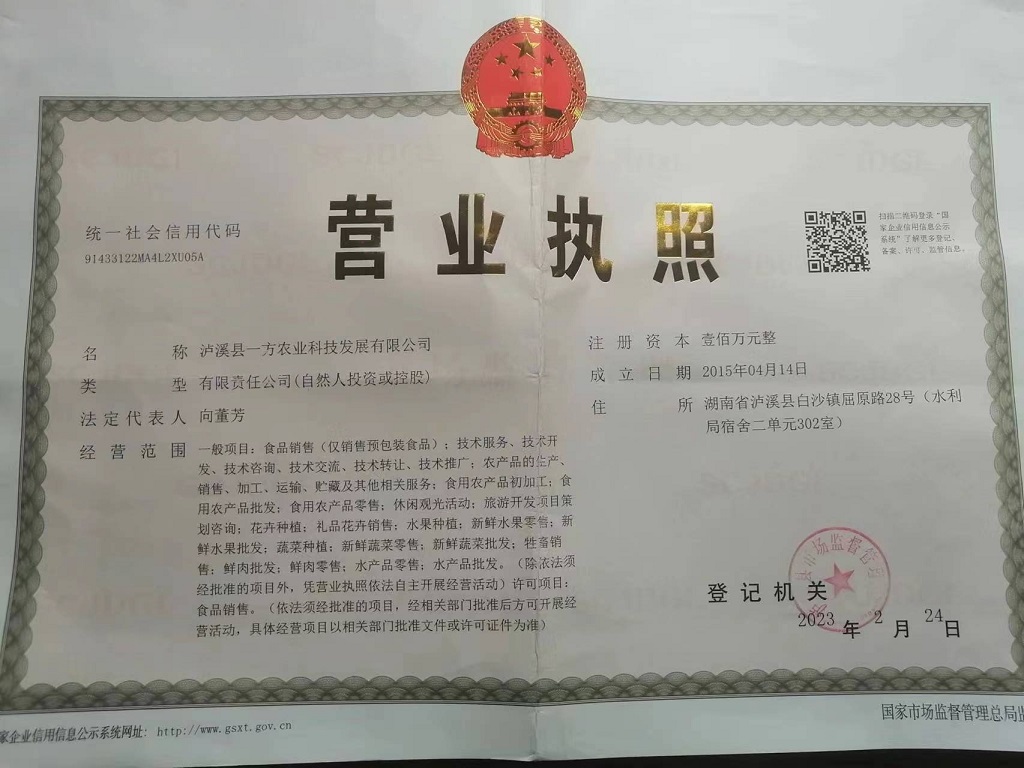 营业执照
统一社会信用代码
91433122MA4L2XU05A
扫描二维码登录“国
家企业信用信息公示
系统”了解更多登记、
备案、许可、监管信息。
名称 泸溪县一方农业科技发展有限公司
类型 有限责任公司(自然人投资或控股)
法定代表人 向董芳
经营范围 一般项目：食品销售（仅销售预包装食品）；技术服务、技术开
发、技术咨询、技术交流、技术转让、技术推广；农产品的生产、
销售、加工、运输、贮藏及其他相关服务；食用农产品初加工；食
用农产品批发；食用农产品零售；休闲观光活动；旅游开发项目策
划咨询；花卉种植；礼品花卉销售；水果种植；新鲜水果零售；新
鲜水果批发；蔬菜种植；新鲜蔬菜零售；新鲜蔬菜批发；牲畜销
售；鲜肉批发；鲜肉零售；水产品零售；水产品批发。（除依法须
经批准的项目外，凭营业执照依法自主开展经营活动）许可项目：
食品销售。（依法须经批准的项目，经相关部门批准后方可开展经
营活动，具体经营项目以相关部门批准文件或许可证件为准）
注册资本 壹佰万元整
成立日期 2015年04月14日
住所 湖南省泸溪县白沙镇屈原路28号（水利
局宿舍二单元302室）
县市场监督管
登记机关
2023年2月24日
家企业信用信息公示系统网址：http://www.gsxt.gov.cn
国家市场监督管理总局监